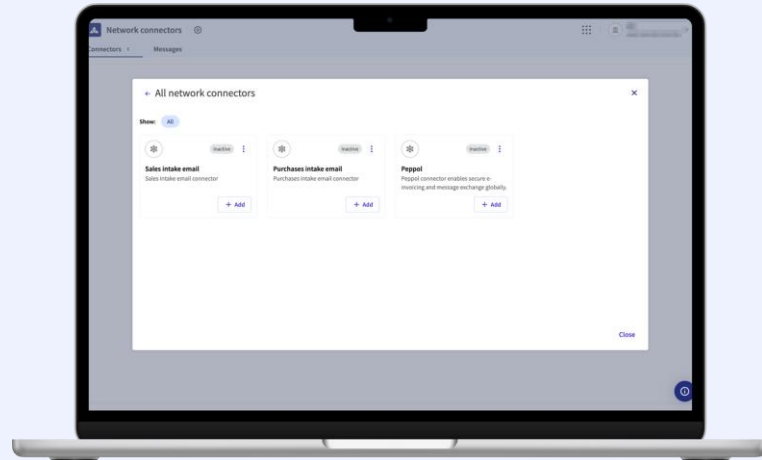 Network connectors
Connectors
Messages
← All network connectors
Show: All
Inactive
Sales intake email
Sales intake email connector
+ Add
Inactive
Purchases intake email
Purchases intake email connector
+ Add
Inactive
Peppol
Peppol connector enables secure e-
invoicing and message exchange globally.
+ Add
Close